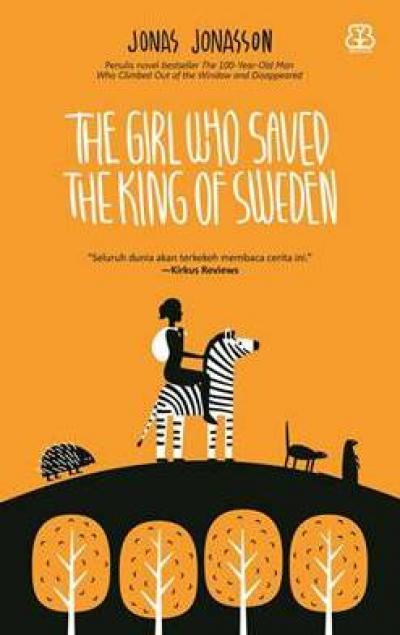 JONAS JONASSON
Penulis novel bestseller The 100-Year-Old Man
Who Climbed Out of the Window and Disappeared
THE GIRL WHO SAVED
THE KING OF SWEDEN
"Seluruh dunia akan terkekeh membaca cerita ini."
—Kirkus Reviews